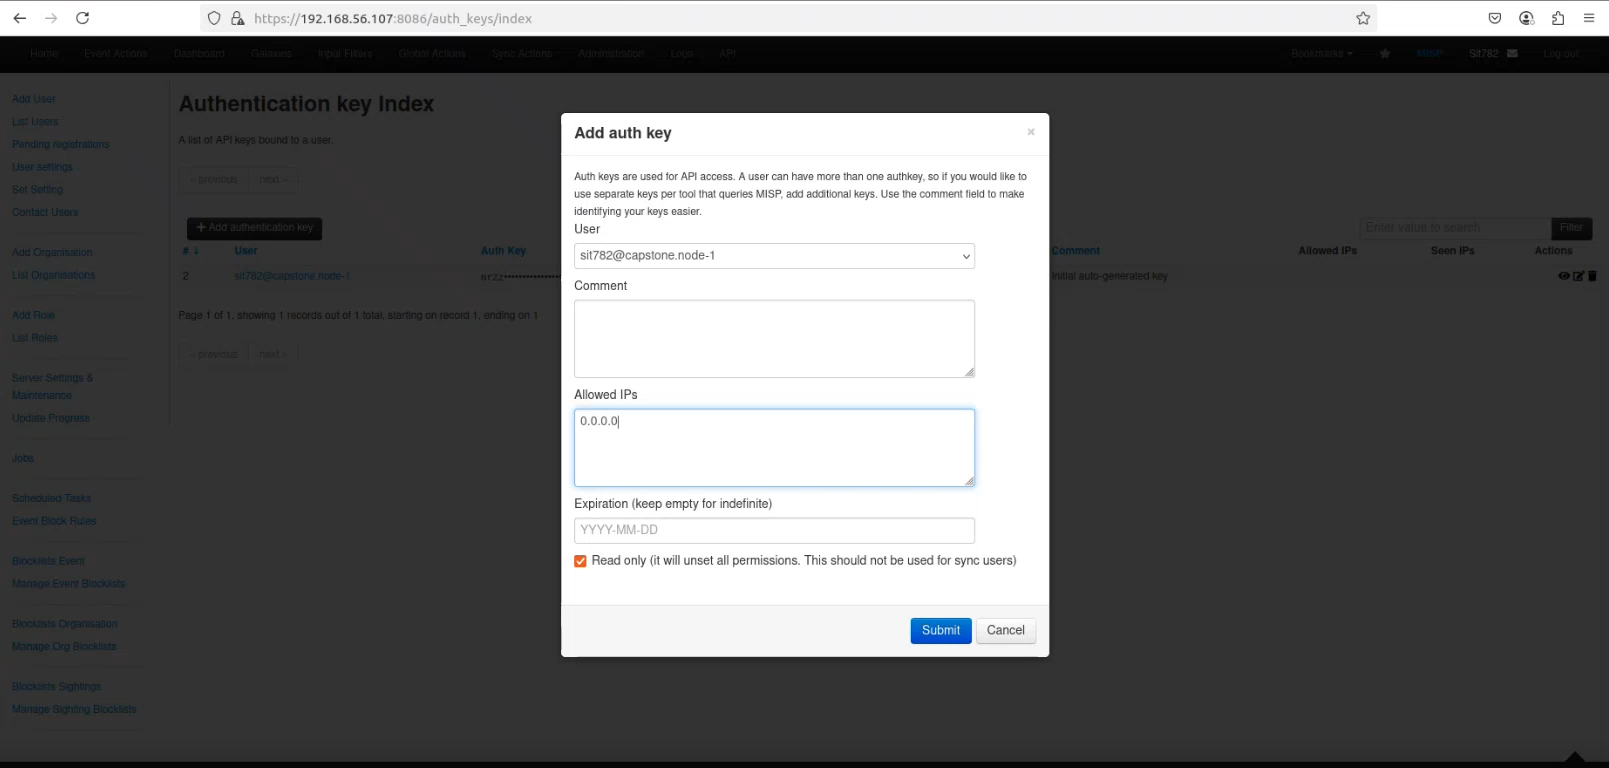 https://192.168.56.107:8086/auth_keys/index
Home Event Actions Dashboard Galaxies Input Filters Global Actions Sync Actions Administration Logs API Bookmarks MISP Sit782 Log out
Add User
List Users
Pending registrations
User settings
Set Setting
Contact Users
Add Organisation
List Organisations
Add Role
List Roles
Server Settings &
Maintenance
Update Progress
Jobs
Scheduled Tasks
Event Block Rules
Blocklists Event
Manage Event Blocklists
Blocklists Organisation
Manage Org Blocklists
Blocklists Sightings
Manage Sighting Blocklists
Authentication key Index
A list of API keys bound to a user.
« previous next »
+ Add authentication key Enter value to search Filter
# ↓ User Auth Key Comment Allowed IPs Seen IPs Actions
2 sit782@capstone.node-1 Initial auto-generated key
Page 1 of 1, showing 1 records out of 1 total, starting on record 1, ending on 1
« previous next »
Add auth key ×
Auth keys are used for API access. A user can have more than one authkey, so if you would like to
use separate keys per tool that queries MISP, add additional keys. Use the comment field to make
identifying your keys easier.
User
sit782@capstone.node-1
Comment
Allowed IPs
0.0.0.0
Expiration (keep empty for indefinite)
YYYY-MM-DD
Read only (it will unset all permissions. This should not be used for sync users)
Submit Cancel